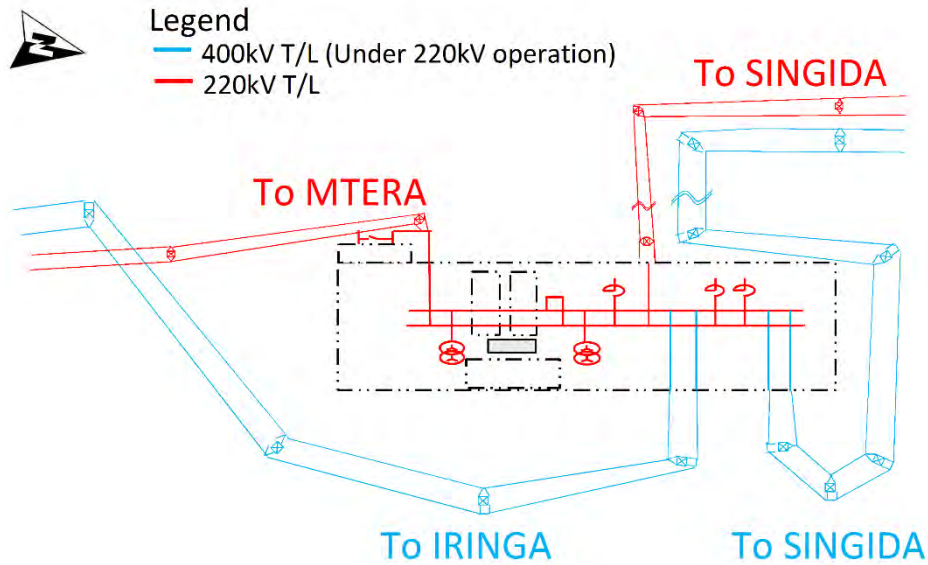 N
Legend
400kV T/L (Under 220kV operation)
220kV T/L
To SINGIDA
To MTERA
To IRINGA
To SINGIDA